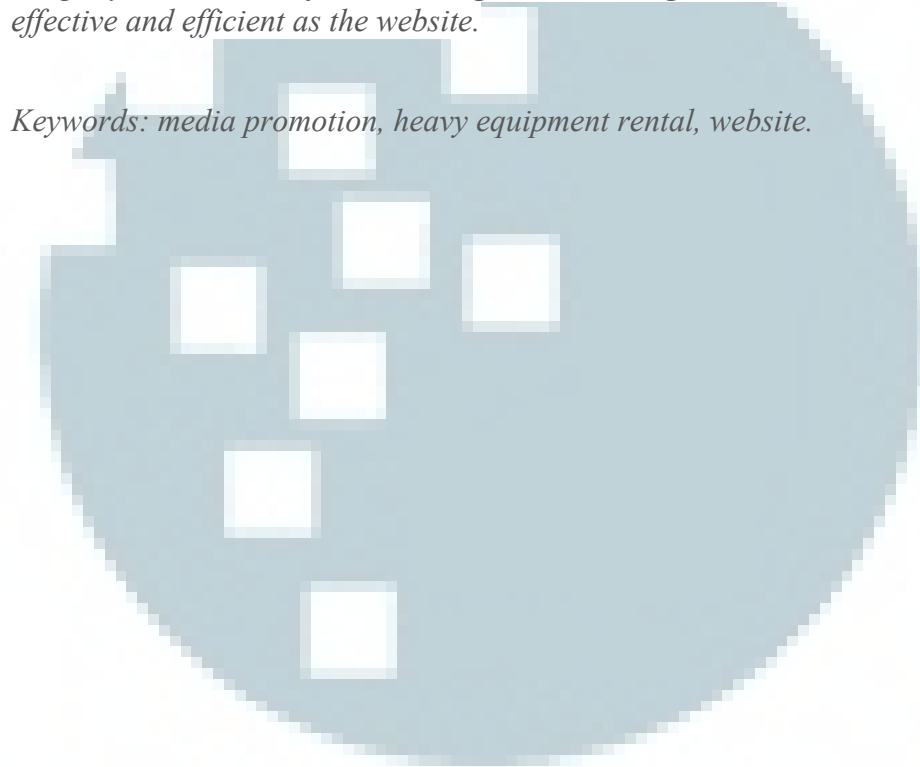 effective and efficient as the website.
Keywords: media promotion, heavy equipment rental, website.